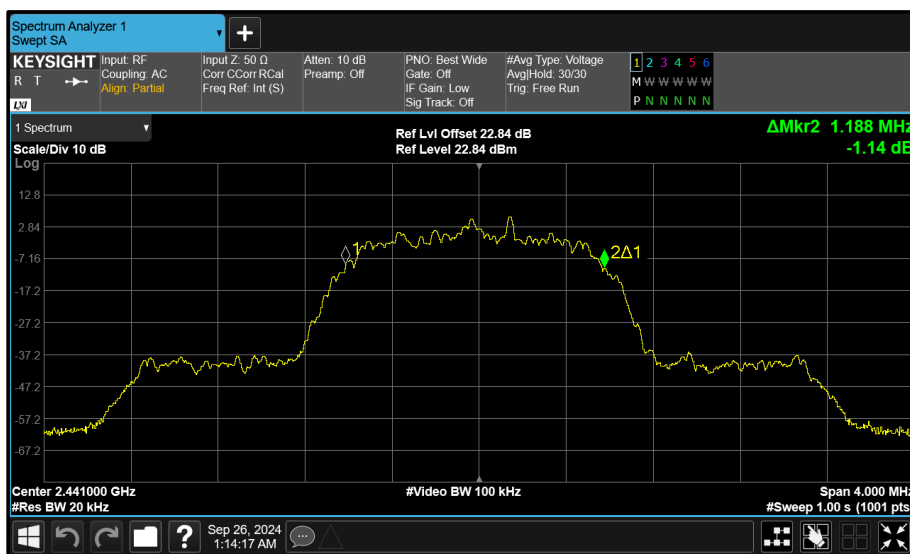 Spectrum Analyzer 1
Swept SA
+
KEYSIGHT
R T
LXI
Input: RF
Coupling: AC
Align: Partial
Input Z: 50 Ω
Corr CCorr RCal
Freq Ref: Int (S)
Atten: 10 dB
Preamp: Off
PNO: Best Wide
Gate: Off
IF Gain: Low
Sig Track: Off
#Avg Type: Voltage
Avg|Hold: 30/30
Trig: Free Run
1 2 3 4 5 6
M W W W W W
P N N N N N
1 Spectrum
Scale/Div 10 dB
Ref Lvl Offset 22.84 dB
Ref Level 22.84 dBm
ΔMkr2 1.188 MHz
-1.14 dB
Log
12.8
2.84
-7.16
-17.2
-27.2
-37.2
-47.2
-57.2
-67.2
1
2Δ1
Center 2.441000 GHz
#Res BW 20 kHz
#Video BW 100 kHz
Span 4.000 MHz
#Sweep 1.00 s (1001 pts
?
Sep 26, 2024
1:14:17 AM